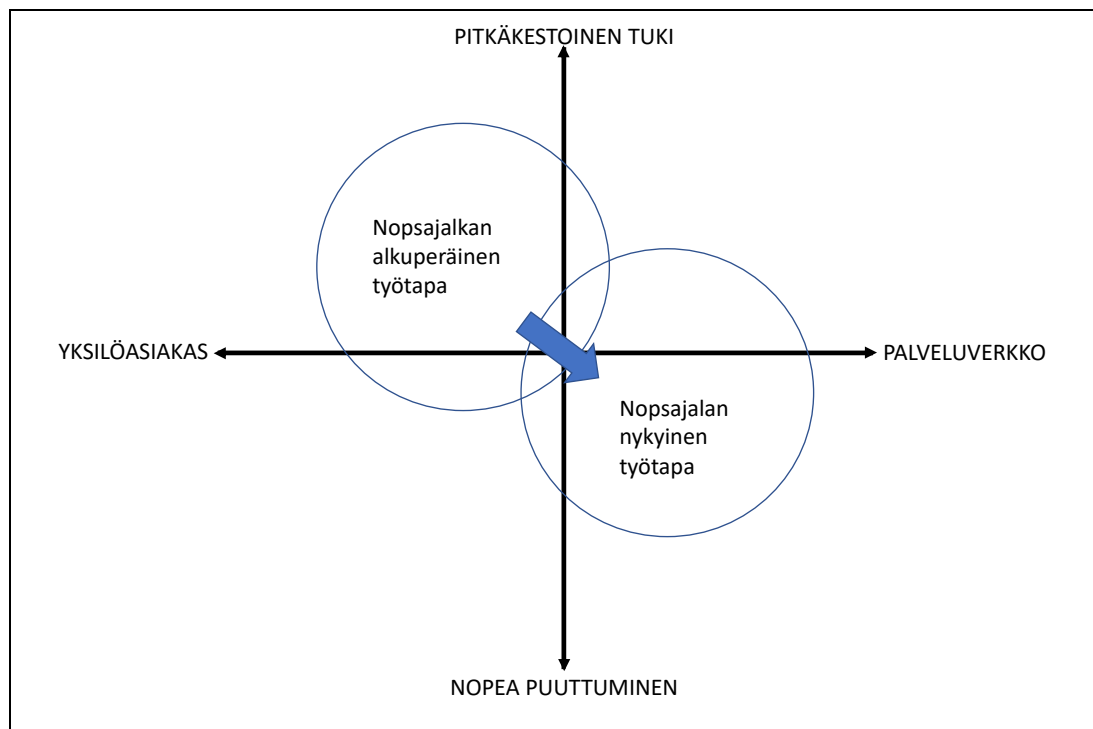 PITKÄKESTOINEN TUKI
Nopsajalkan
alkuperäinen
työtapa
YKSILÖASIAKAS
PALVELUVERKKO
Nopsajalan
nykyinen
työtapa
NOPEA PUUTTUMINEN